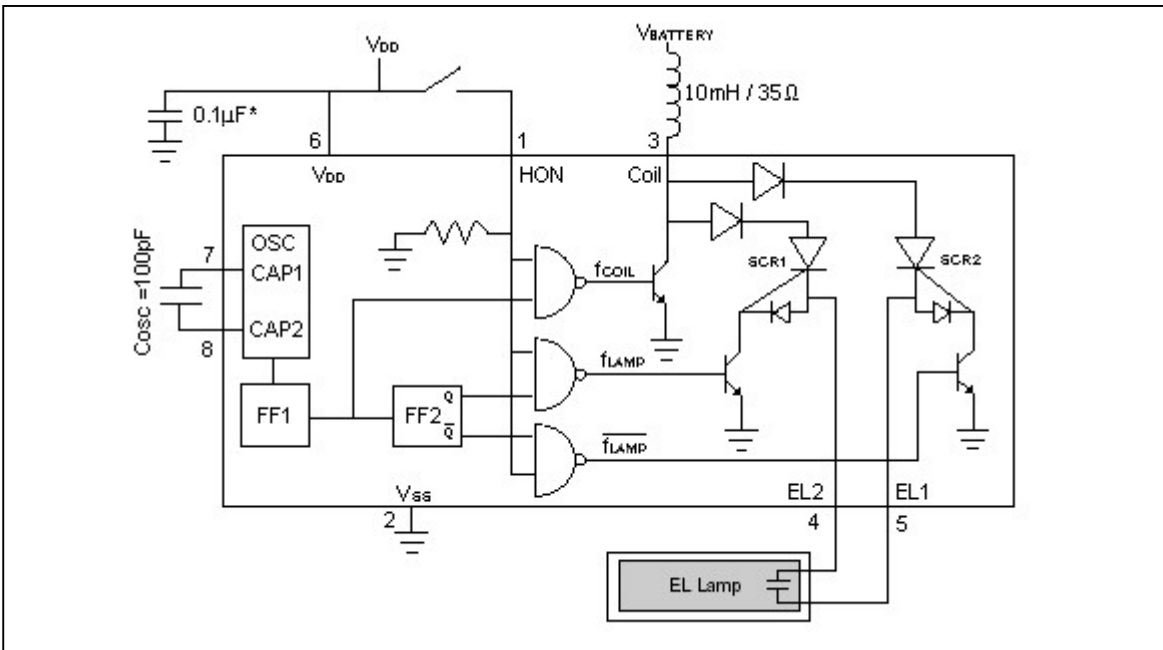 VBATTERY
VDD
10mH / 35Ω
0.1µF*
6
1
3
VDD
HON
Coil
OSC
7
CAP1
SCR1
SCR2
fCOIL
Cosc =100pF
CAP2
8
fLAMP
FF1
FF2
Q
Q̅
f̅L̅A̅M̅P̅
VSS
EL2
EL1
2
4
5
EL Lamp